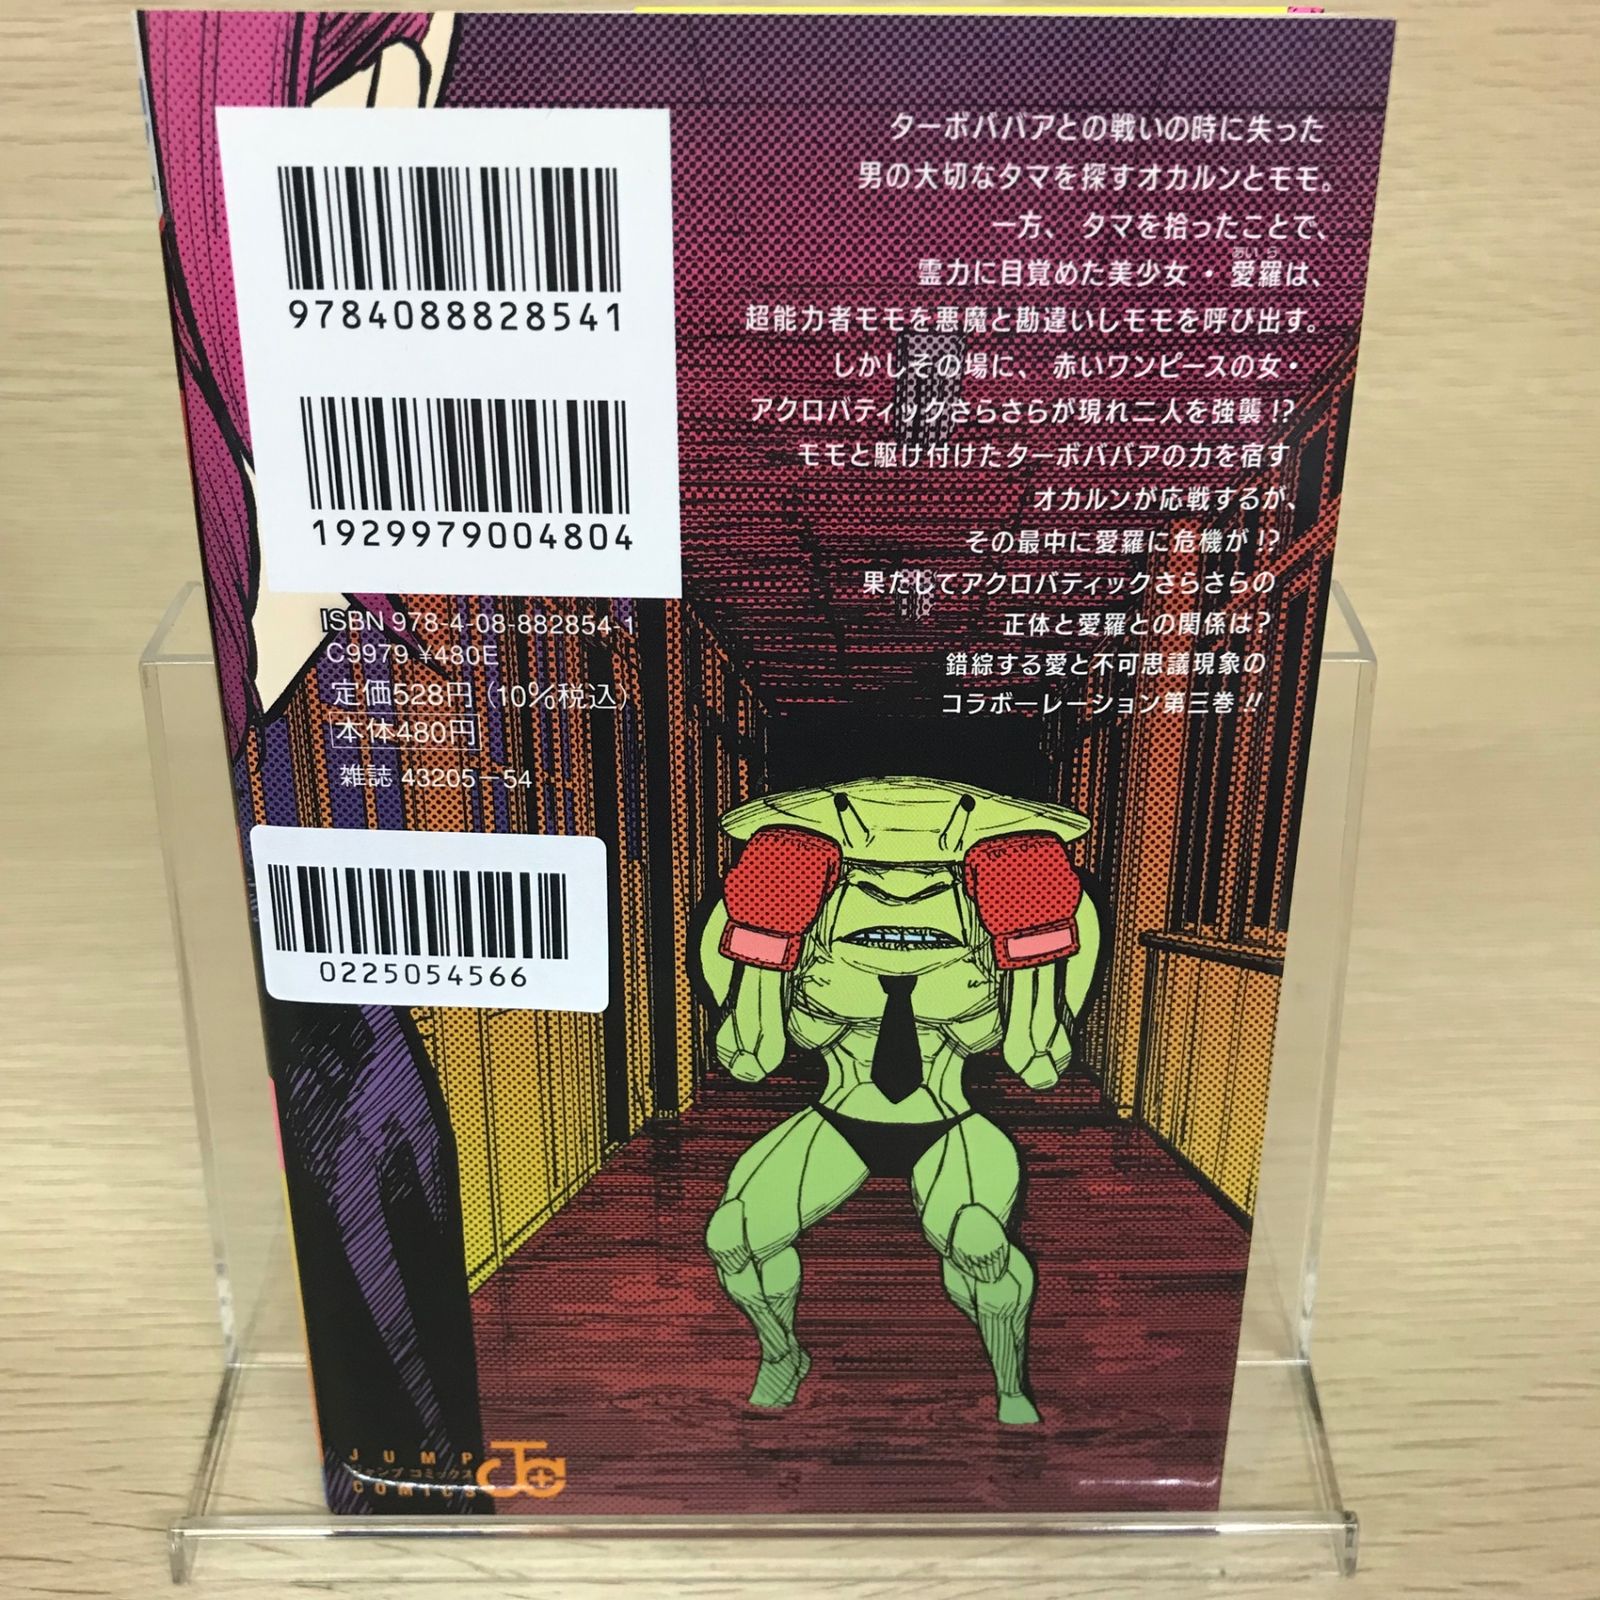 9784088828541
1929979004804
ISBN 978-4-08-882854-1
C9979 ¥480E
定価528円(10%税込)
本体480円
雑誌 43205-54
0225054566
ターボババアとの戦いの時に失った
男の大切なタマを探すオカルンとモモ。
一方、タマを拾ったことで、
あいら
霊力に目覚めた美少女・愛羅は、
超能力者モモを悪魔と勘違いしモモを呼び出す。
しかしその場に、赤いワンピースの女・
アクロバティックさらさらが現れ二人を強襲!?
モモと駆け付けたターボババアの力を宿す
オカルンが応戦するが、
その最中に愛羅に危機が!?
果たしてアクロバティックさらさらの
正体と愛羅との関係は?
錯綜する愛と不可思議現象の
コラボーレーション第三巻!!
JUMP
ジャンプ コミックス
COMICS